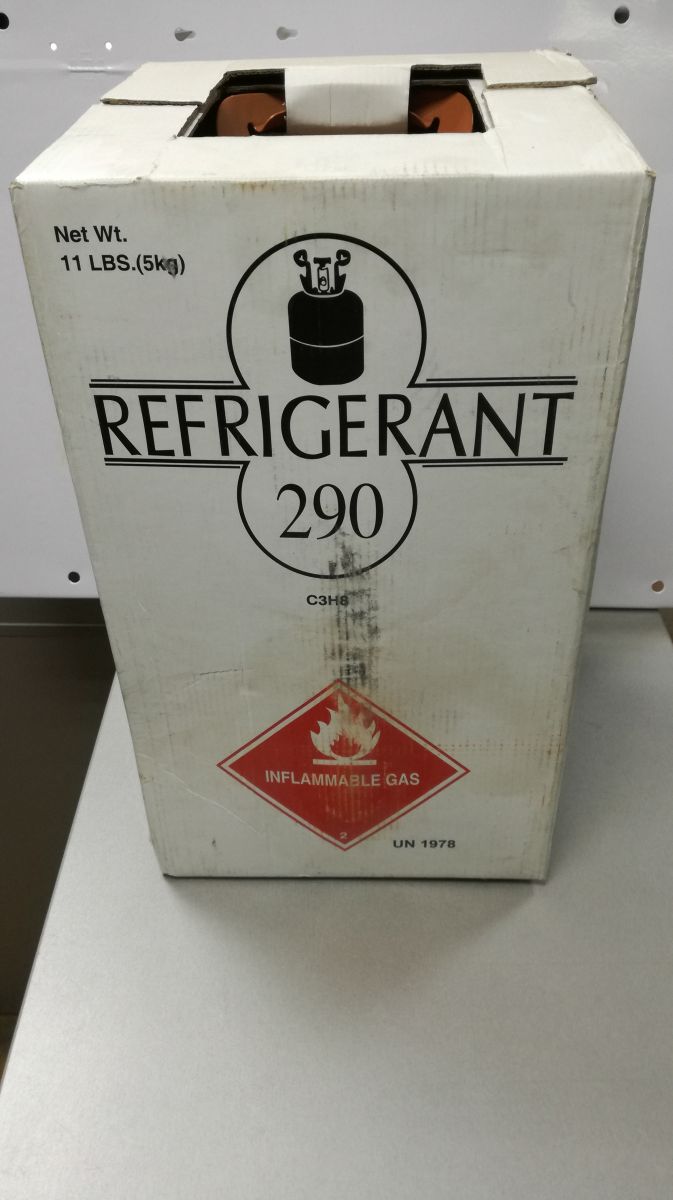 Net Wt.
11 LBS.(5kg)
REFRIGERANT
290
C3H8
INFLAMMABLE GAS
2
UN 1978